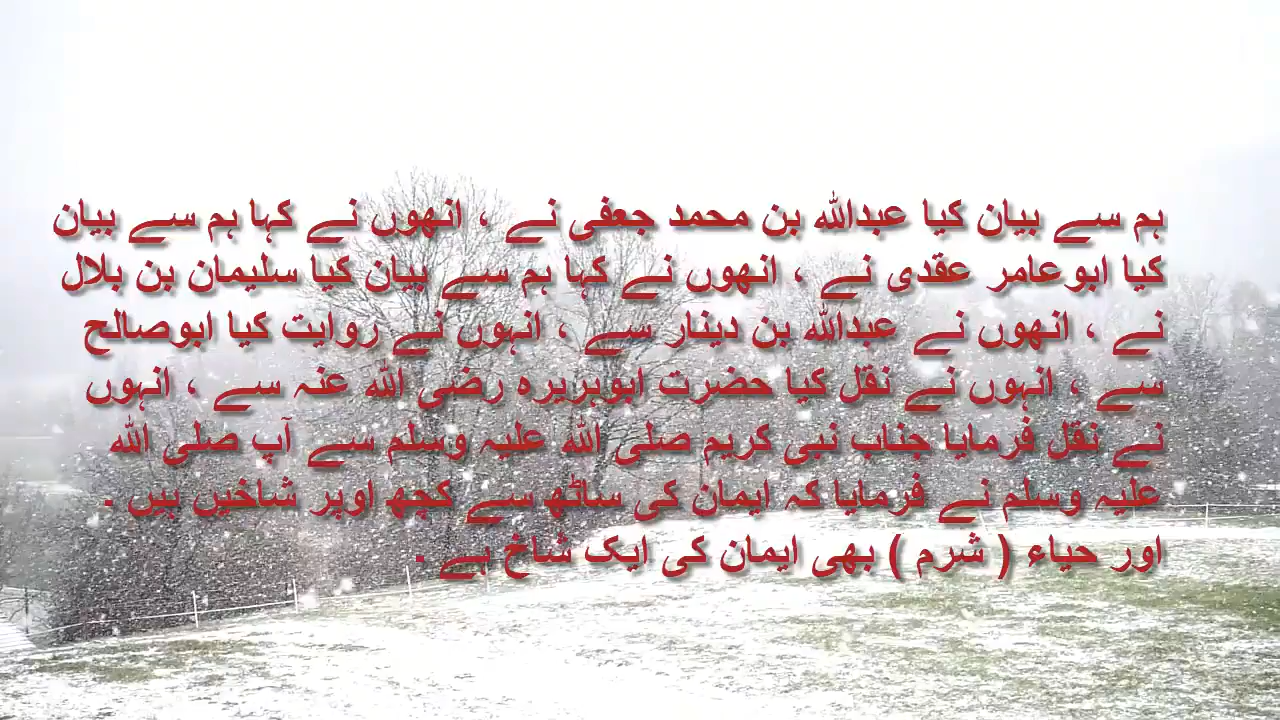 ہم سے بیان کیا عبداللہ بن محمد جعفی نے ، انھوں نے کہا ہم سے بیان
کیا ابوعامر عقدی نے ، انھوں نے کہا ہم سے بیان کیا سلیمان بن بلال
نے ، انھوں نے عبداللہ بن دینار سے ، انہوں نے روایت کیا ابوصالح
سے ، انہوں نے نقل کیا حضرت ابوہریرہ رضی اللہ عنہ سے ، انہوں
نے نقل فرمایا جناب نبی کریم صلی اللہ علیہ وسلم سے آپ صلی اللہ
علیہ وسلم نے فرمایا کہ ایمان کی ساٹھ سے کچھ اوپر شاخیں ہیں ۔
اور حیاء ( شرم ) بھی ایمان کی ایک شاخ ہے ۔